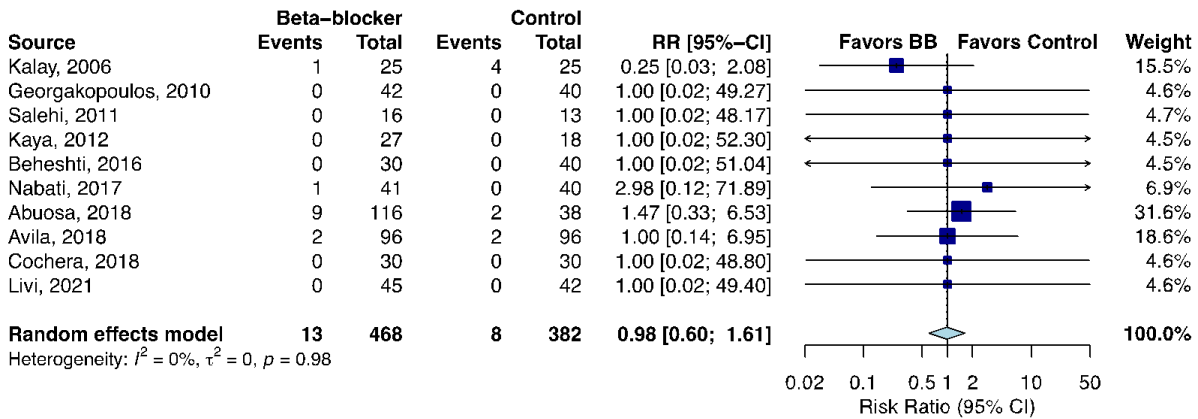 Beta−blocker Control
Source Events Total Events Total RR [95%−CI] Favors BB Favors Control Weight
Kalay, 2006 1 25 4 25 0.25 [0.03; 2.08] 15.5%
Georgakopoulos, 2010 0 42 0 40 1.00 [0.02; 49.27] 4.6%
Salehi, 2011 0 16 0 13 1.00 [0.02; 48.17] 4.7%
Kaya, 2012 0 27 0 18 1.00 [0.02; 52.30] 4.5%
Beheshti, 2016 0 30 0 40 1.00 [0.02; 51.04] 4.5%
Nabati, 2017 1 41 0 40 2.98 [0.12; 71.89] 6.9%
Abuosa, 2018 9 116 2 38 1.47 [0.33; 6.53] 31.6%
Avila, 2018 2 96 2 96 1.00 [0.14; 6.95] 18.6%
Cochera, 2018 0 30 0 30 1.00 [0.02; 48.80] 4.6%
Livi, 2021 0 45 0 42 1.00 [0.02; 49.40] 4.6%
Random effects model 13 468 8 382 0.98 [0.60; 1.61] 100.0%
Heterogeneity: I² = 0%, τ² = 0, p = 0.98
0.02 0.1 0.5 1 2 10 50
Risk Ratio (95% CI)